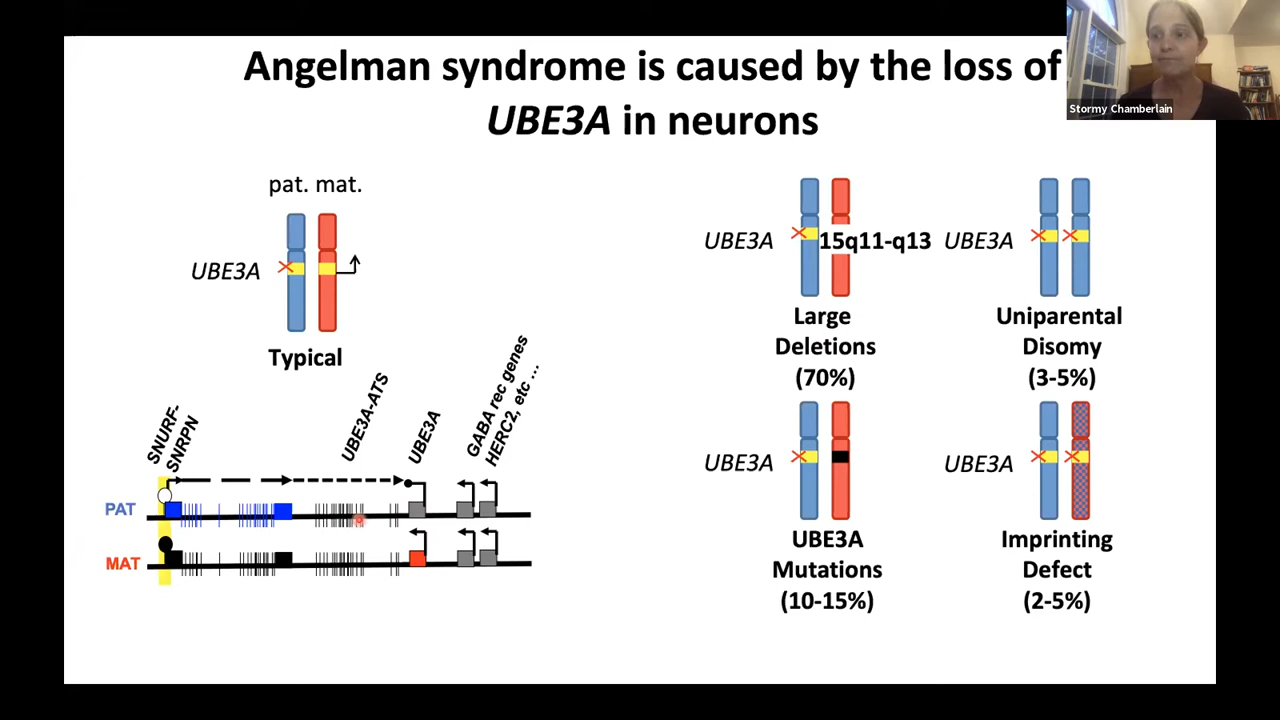 Angelman syndrome is caused by the loss of
UBE3A in neurons
Stormy Chamberlain
pat. mat.
UBE3A
Typical
SNURF-
SNRPN
UBE3A-ATS
UBE3A
GABA rec genes
HERC2, etc ...
PAT
MAT
UBE3A
15q11-q13
Large
Deletions
(70%)
UBE3A
Uniparental
Disomy
(3-5%)
UBE3A
UBE3A
Mutations
(10-15%)
UBE3A
Imprinting
Defect
(2-5%)